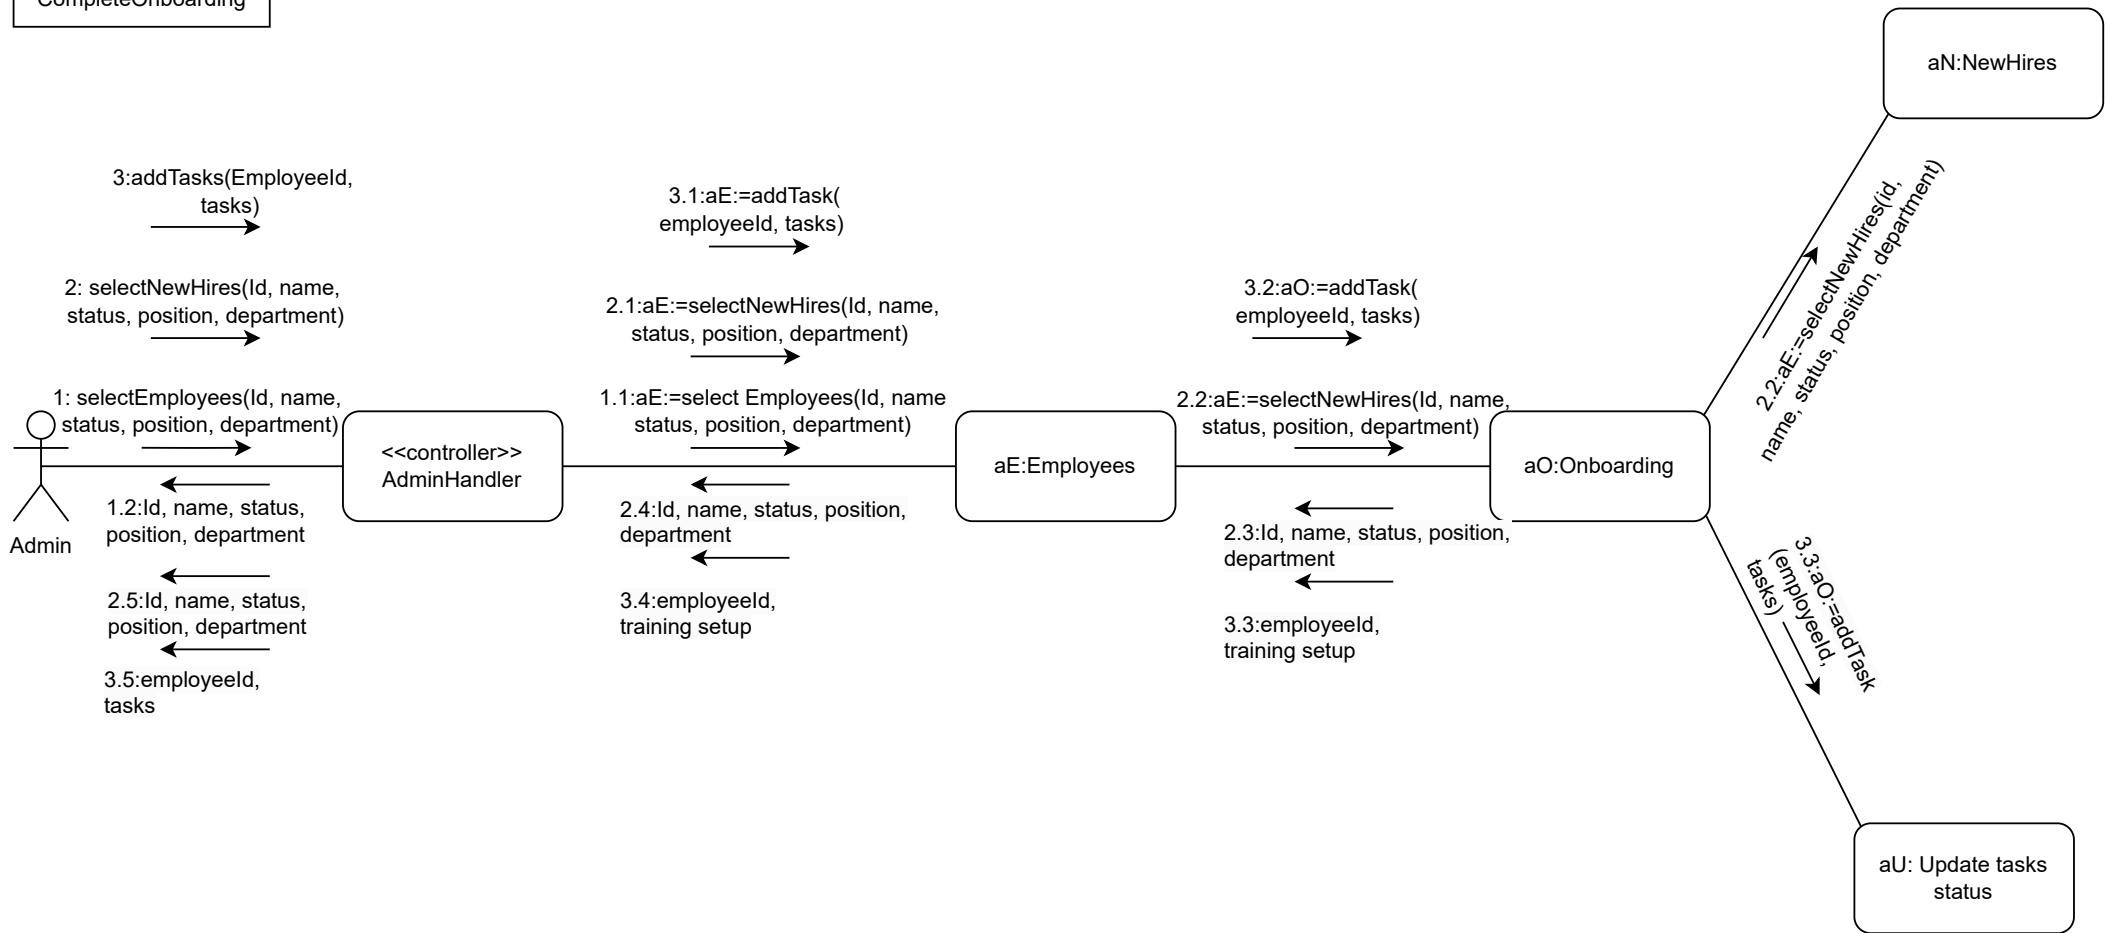 CompleteOnboarding
aN:NewHires
3:addTasks(EmployeeId,
tasks)
3.1:aE:=addTask(
employeeId, tasks)
2: selectNewHires(Id, name,
status, position, department)
2.1:aE:=selectNewHires(Id, name,
status, position, department)
3.2:aO:=addTask(
employeeId, tasks)
2.2:aE:=selectNewHires(id,
name, status, position, department)
1: selectEmployees(Id, name,
status, position, department)
1.1:aE:=select Employees(Id, name
status, position, department)
2.2:aE:=selectNewHires(Id, name,
status, position, department)
<<controller>>
AdminHandler
aE:Employees
aO:Onboarding
Admin
1.2:Id, name, status,
position, department
2.4:Id, name, status, position,
department
2.3:Id, name, status, position,
department
3.3:aO:=addTask
(employeeId,
tasks)
2.5:Id, name, status,
position, department
3.4:employeeId,
training setup
3.3:employeeId,
training setup
3.5:employeeId,
tasks
aU: Update tasks
status